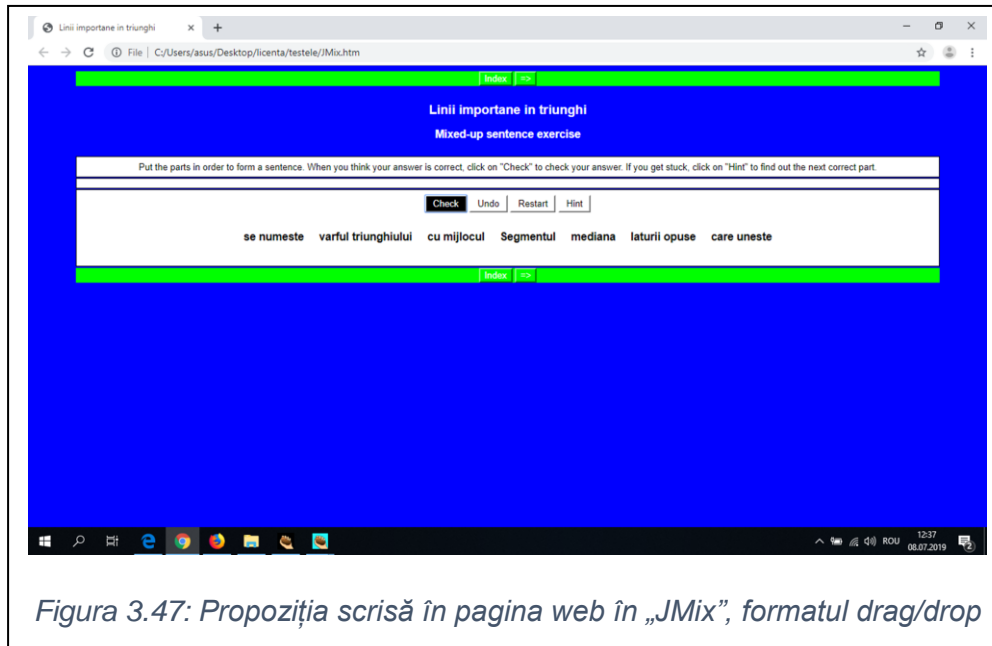 Linii importane in triunghi
File | C:/Users/asus/Desktop/licenta/testele/JMix.htm
Index =>
Linii importane in triunghi
Mixed-up sentence exercise
Put the parts in order to form a sentence. When you think your answer is correct, click on "Check" to check your answer. If you get stuck, click on "Hint" to find out the next correct part.
Check Undo Restart Hint
se numeste varful triunghiului cu mijlocul Segmentul mediana laturii opuse care uneste
Index =>
ROU 12:37
08.07.2019
2
Figura 3.47: Propoziția scrisă în pagina web în „JMix”, formatul drag/drop